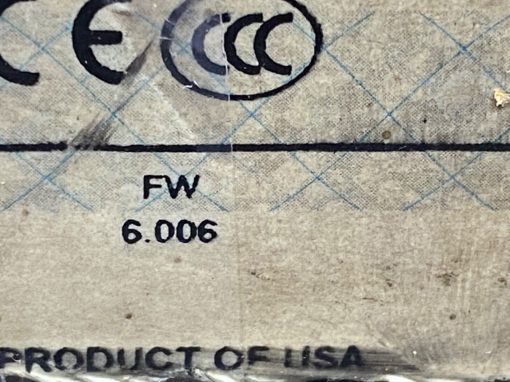 CE CCC
FW
6.006
PRODUCT OF USA